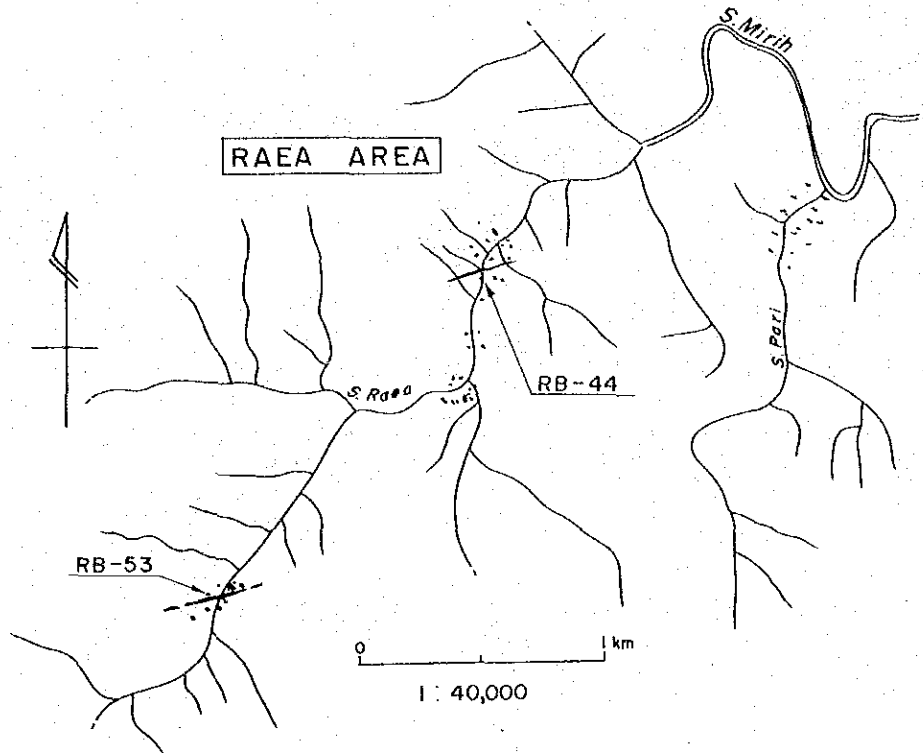 S. Mirih
RAEA AREA
S. Pari
RB-44
S. Raea
RB-53
0 1 km
1 : 40,000